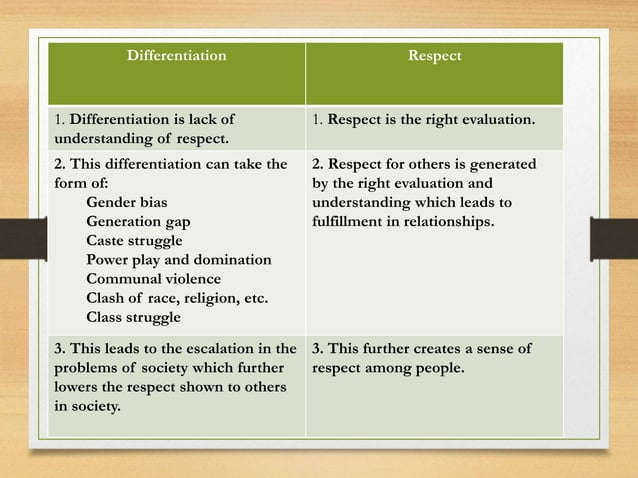 Differentiation
Respect
1. Differentiation is lack of
understanding of respect.
1. Respect is the right evaluation.
2. This differentiation can take the
form of:
Gender bias
Generation gap
Caste struggle
Power play and domination
Communal violence
Clash of race, religion, etc.
Class struggle
2. Respect for others is generated
by the right evaluation and
understanding which leads to
fulfillment in relationships.
3. This leads to the escalation in the
problems of society which further
lowers the respect shown to others
in society.
3. This further creates a sense of
respect among people.